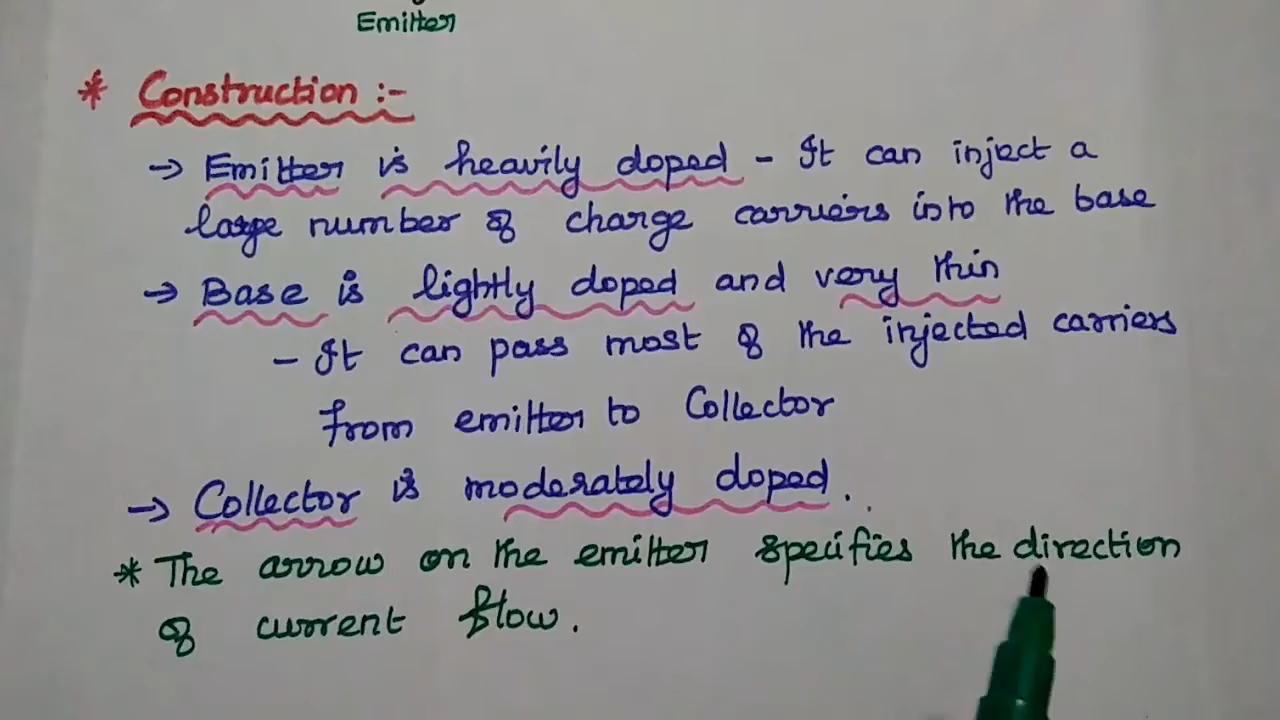 Emitter
* Construction :-
→ Emitter is heavily doped - It can inject a
large number of charge carriers into the base
→ Base is lightly doped and very thin
- It can pass most of the injected carriers
from emitter to Collector
→ Collector is moderately doped.
* The arrow on the emitter specifies the direction
of current flow.